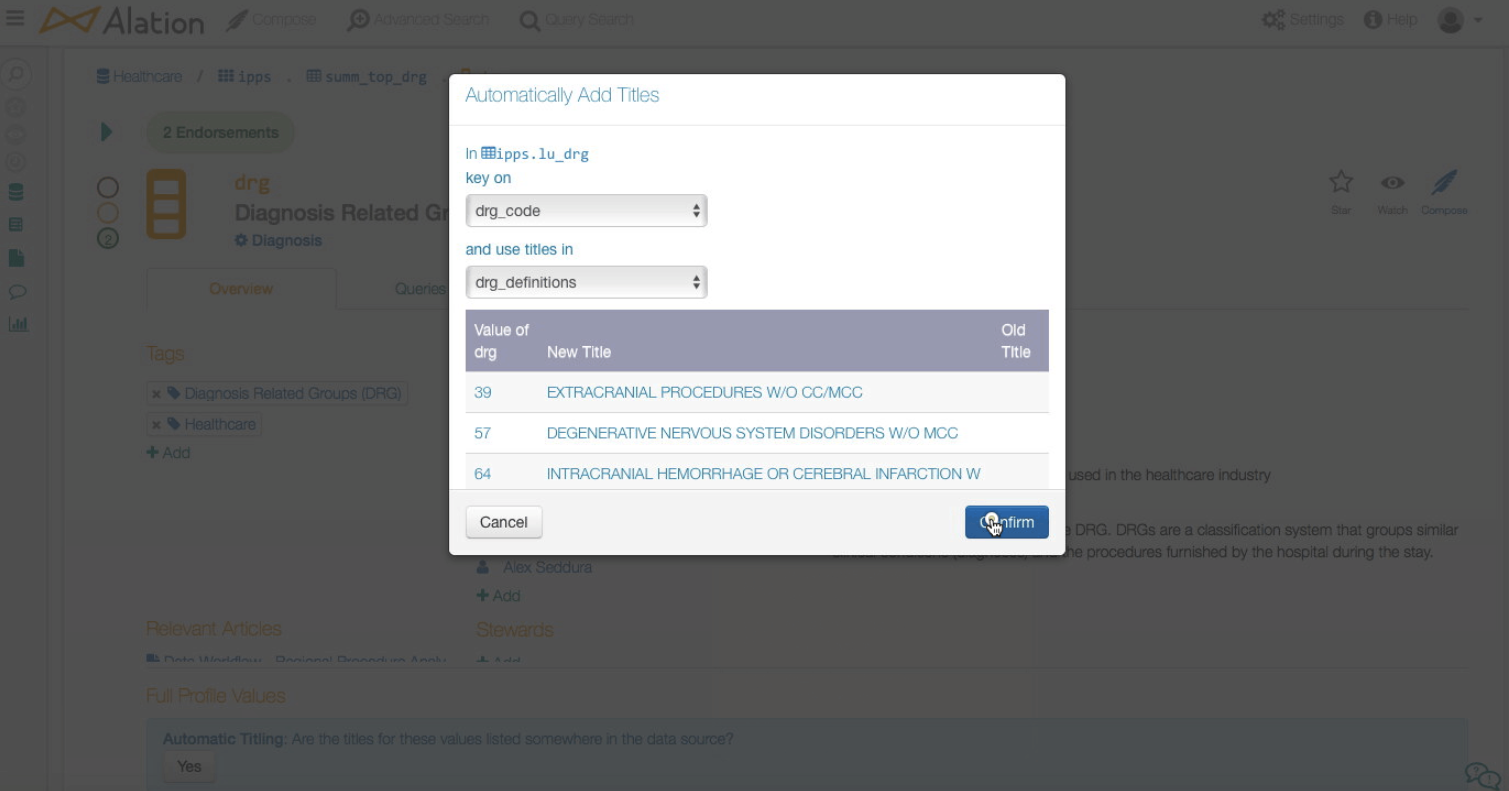 Alation Compose Advanced Search Query Search Settings Help
Healthcare / ipps . summ_top_drg .
2 Endorsements
drg
Diagnosis Related Gr
Diagnosis
2
Star Watch Compose
Overview Queries
Tags
Diagnosis Related Groups (DRG)
Healthcare
+ Add
Automatically Add Titles
In ipps.lu_drg
key on
drg_code
and use titles in
drg_definitions
Value of drg New Title Old TItle
39 EXTRACRANIAL PROCEDURES W/O CC/MCC
57 DEGENERATIVE NERVOUS SYSTEM DISORDERS W/O MCC
64 INTRACRANIAL HEMORRHAGE OR CEREBRAL INFARCTION W
Cancel Confirm
used in the healthcare industry
DRG. DRGs are a classification system that groups similar
the procedures furnished by the hospital during the stay.
Alex Seddura
+ Add
Relevant Articles
Stewards
Data Workflow - Regional Procedure
+ Add
Full Profile Values
Automatic Titling: Are the titles for these values listed somewhere in the data source?
Yes